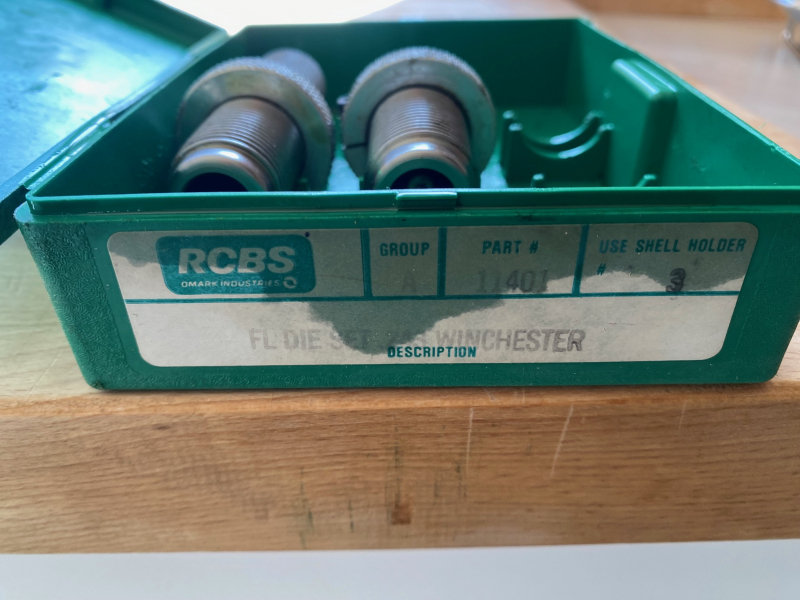 RCBS
OMARK INDUSTRIES
GROUP
A
PART #
11401
USE SHELL HOLDER
# 3
FL DIE SET WINCHESTER
DESCRIPTION